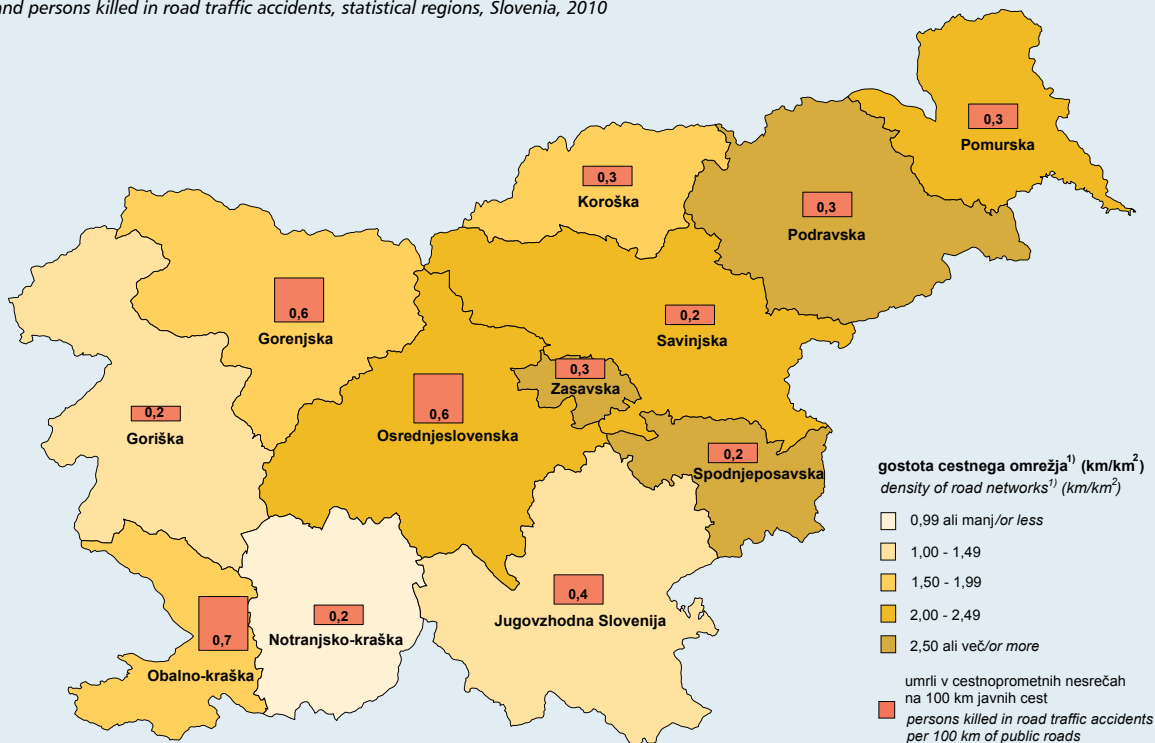 and persons killed in road traffic accidents, statistical regions, Slovenia, 2010
0,3
Pomurska
0,3
Koroška
0,3
Podravska
0,6
Gorenjska
0,2
Savinjska
0,3
Zasavska
0,6
Osrednjeslovenska
0,2
Goriška
0,2
Spodnjeposavska
0,4
Jugovzhodna Slovenija
0,2
Notranjsko-kraška
0,7
Obalno-kraška
gostota cestnega omrežja¹⁾ (km/km²)
density of road networks¹⁾ (km/km²)
0,99 ali manj/or less
1,00 - 1,49
1,50 - 1,99
2,00 - 2,49
2,50 ali več/or more
umrli v cestnoprometnih nesrečah
na 100 km javnih cest
persons killed in road traffic accidents
per 100 km of public roads